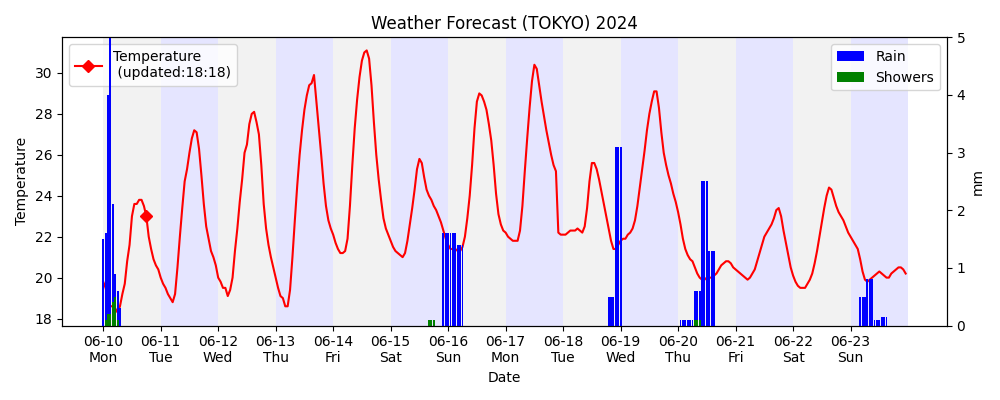 Weather Forecast (TOKYO) 2024
Temperature
(updated:18:18)
Rain
Showers
Temperature
30
28
26
24
22
20
18
5
4
3
2
1
0
mm
06-10 06-11 06-12 06-13 06-14 06-15 06-16 06-17 06-18 06-19 06-20 06-21 06-22 06-23
Mon Tue Wed Thu Fri Sat Sun Mon Tue Wed Thu Fri Sat Sun
Date